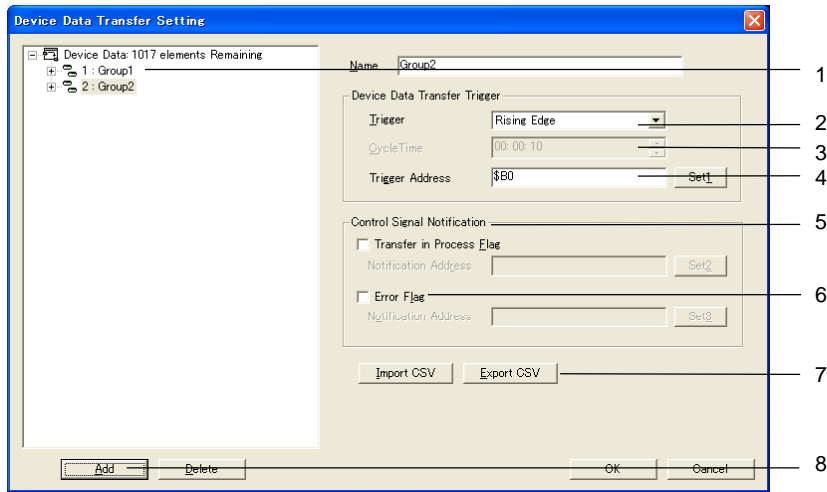 Device Data Transfer Setting
Device Data: 1017 elements Remaining
1 : Group1
2 : Group2
Name Group2
1
Device Data Transfer Trigger
Trigger Rising Edge
2
CycleTime 00: 00: 10
3
Trigger Address $B0 Set1
4
Control Signal Notification
5
Transfer in Process Flag
Notification Address Set2
Error Flag
6
Notification Address Set3
Import CSV Export CSV
7
Add Delete OK Cancel
8